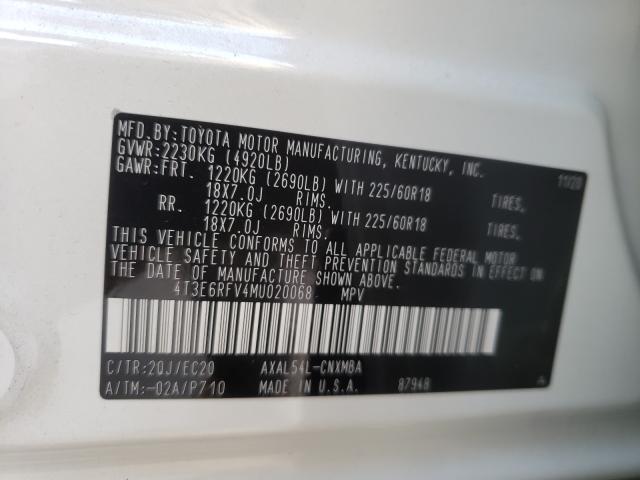 MFD.BY:TOYOTA MOTOR MANUFACTURING, KENTUCKY, INC.
GVWR:2230KG (4920LB) 11/20
GAWR:FRT. 1220KG (2690LB) WITH 225/60R18 TIRES,
18X7.0J RIMS.
RR. 1220KG (2690LB) WITH 225/60R18 TIRES,
18X7.0J RIMS.
THIS VEHICLE CONFORMS TO ALL APPLICABLE FEDERAL MOTOR
VEHICLE SAFETY AND THEFT PREVENTION STANDARDS IN EFFECT ON
THE DATE OF MANUFACTURE SHOWN ABOVE.
4T3E6RFV4MU020068 MPV
C/TR:20J/EC20 AXAL54L-CNXMBA
A/TM:-02A/P710 MADE IN U.S.A. 87948